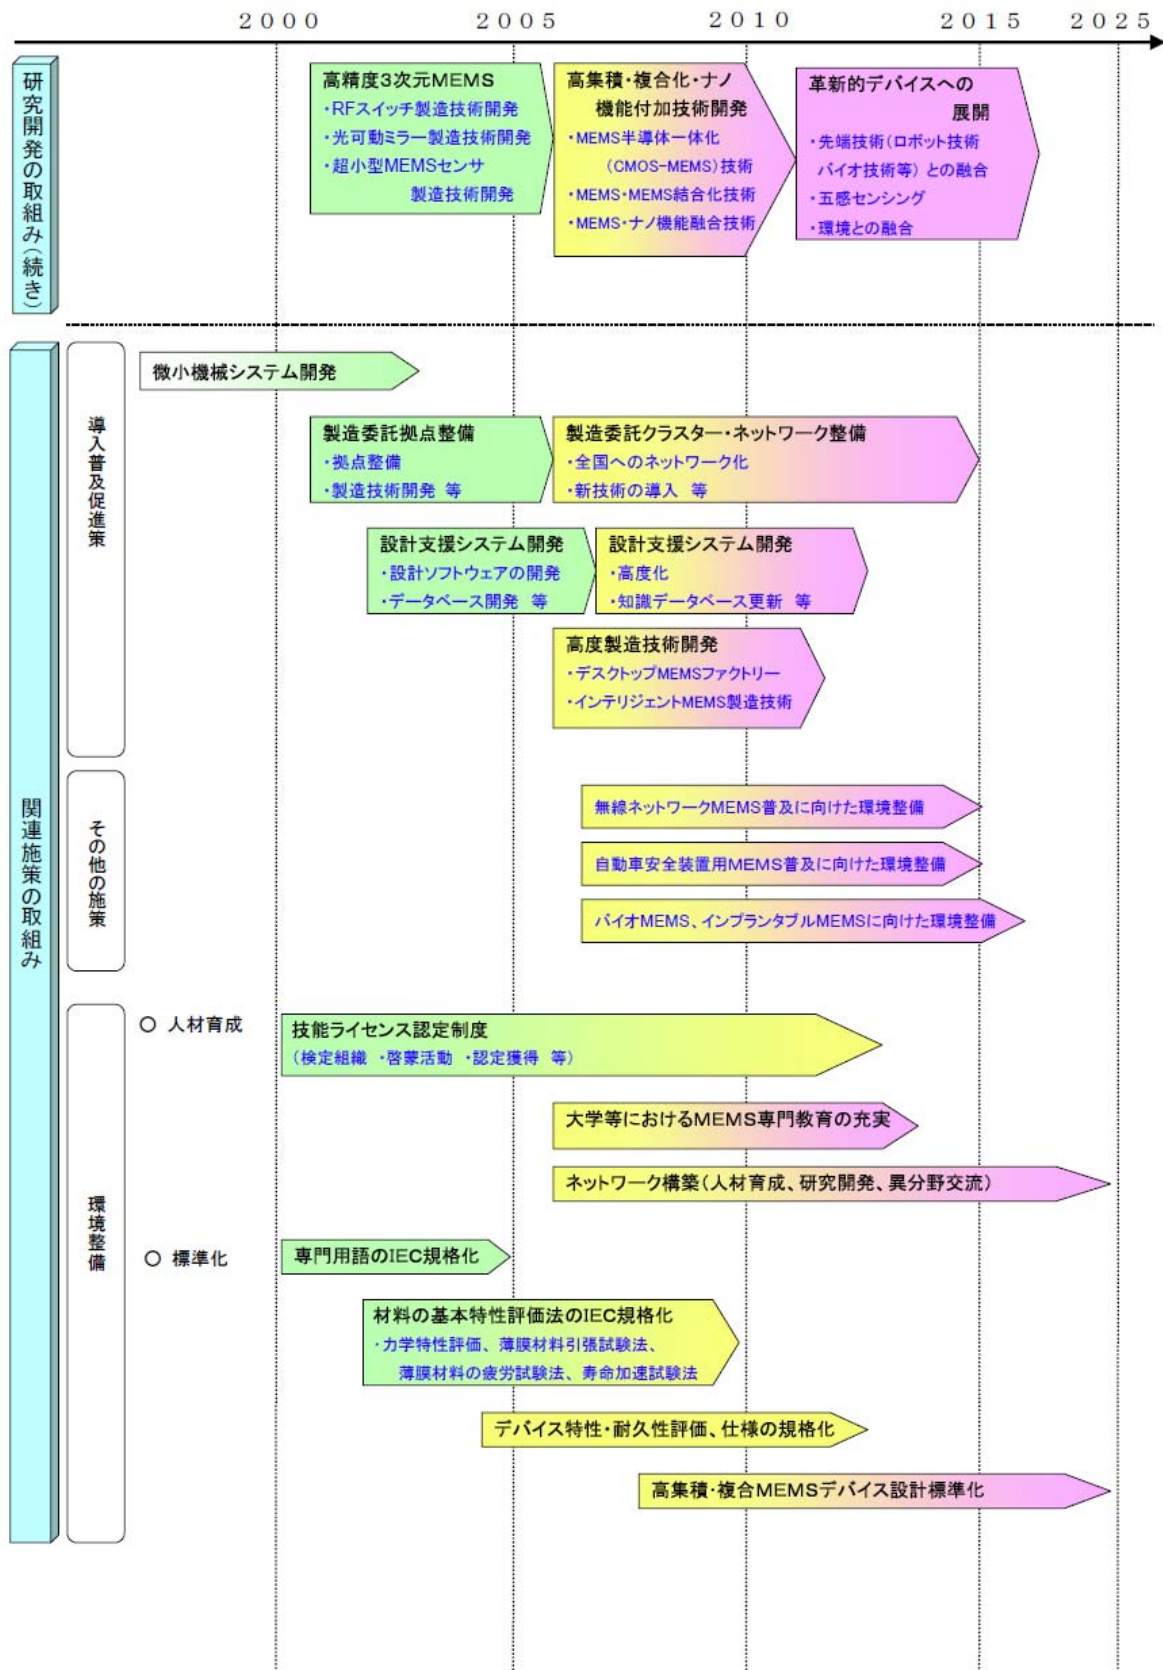 ２０００ ２００５ ２０１０ ２０１５ ２０２５
研究開発の取組み（続き）
高精度3次元MEMS
・RFスイッチ製造技術開発
・光可動ミラー製造技術開発
・超小型MEMSセンサ
製造技術開発
高集積・複合化・ナノ
機能付加技術開発
・MEMS半導体一体化
（CMOS-MEMS）技術
・MEMS・MEMS結合化技術
・MEMS・ナノ機能融合技術
革新的デバイスへの
展開
・先端技術（ロボット技術
バイオ技術等）との融合
・五感センシング
・環境との融合
関連施策の取組み
導入普及促進策
微小機械システム開発
製造委託拠点整備
・拠点整備
・製造技術開発 等
製造委託クラスター・ネットワーク整備
・全国へのネットワーク化
・新技術の導入 等
設計支援システム開発
・設計ソフトウェアの開発
・データベース開発 等
設計支援システム開発
・高度化
・知識データベース更新 等
高度製造技術開発
・デスクトップMEMSファクトリー
・インテリジェントMEMS製造技術
その他の施策
無線ネットワークMEMS普及に向けた環境整備
自動車安全装置用MEMS普及に向けた環境整備
バイオMEMS、インプランタブルMEMSに向けた環境整備
環境整備
○ 人材育成
技能ライセンス認定制度
（検定組織 ・啓蒙活動 ・認定獲得 等）
大学等におけるMEMS専門教育の充実
ネットワーク構築（人材育成、研究開発、異分野交流）
○ 標準化
専門用語のIEC規格化
材料の基本特性評価法のIEC規格化
・力学特性評価、薄膜材料引張試験法、
薄膜材料の疲労試験法、寿命加速試験法
デバイス特性・耐久性評価、仕様の規格化
高集積・複合MEMSデバイス設計標準化